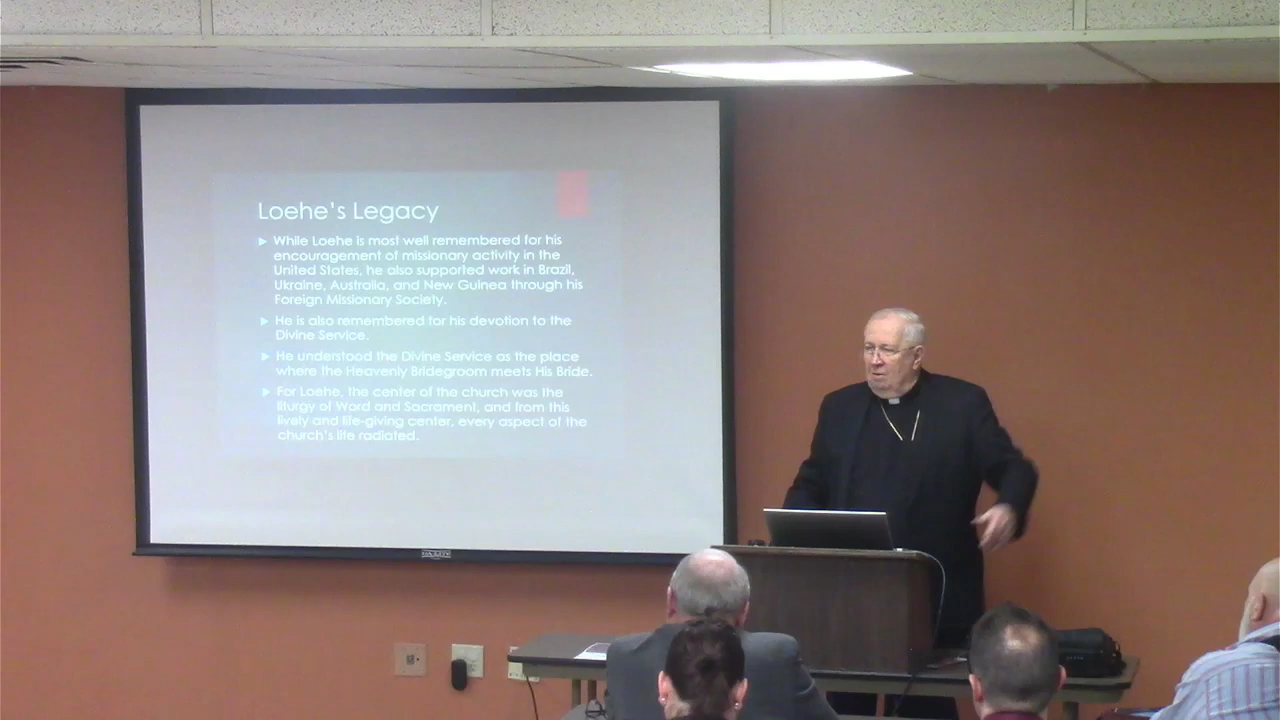 Loehe's Legacy
While Loehe is most well remembered for his
encouragement of missionary activity in the
United States, he also supported work in Brazil,
Ukraine, Australia, and New Guinea through his
Foreign Missionary Society.
He is also remembered for his devotion to the
Divine Service.
He understood the Divine Service as the place
where the Heavenly Bridegroom meets His Bride.
For Loehe, the center of the church was the
liturgy of Word and Sacrament, and from this
lively and life-giving center, every aspect of the
church's life radiated.
DA-LITE